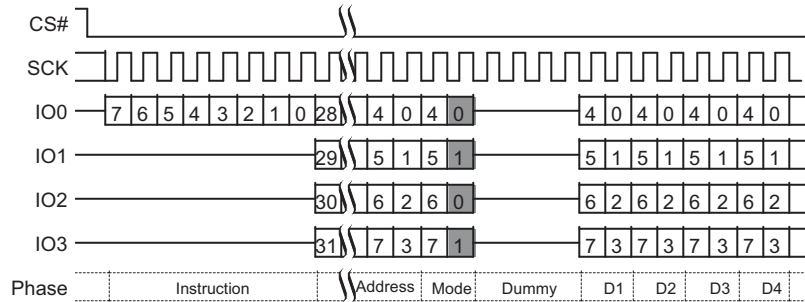 CS#
SCK
IO0 7 6 5 4 3 2 1 0 28 4 0 4 0 4 0 4 0 4 0 4 0
IO1 29 5 1 5 1 5 1 5 1 5 1 5 1
IO2 30 6 2 6 0 6 2 6 2 6 2 6 2
IO3 31 7 3 7 1 7 3 7 3 7 3 7 3
Phase Instruction Address Mode Dummy D1 D2 D3 D4